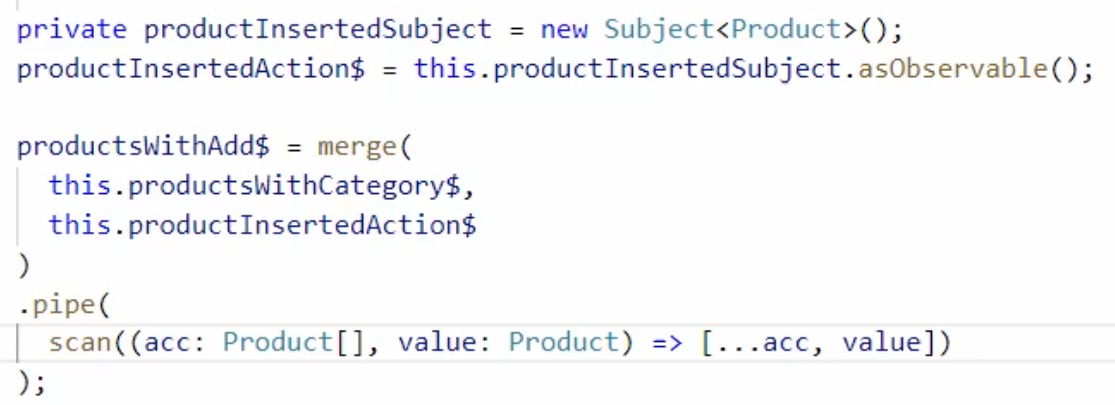 private productInsertedSubject = new Subject<Product>();
productInsertedAction$ = this.productInsertedSubject.asObservable();
productsWithAdd$ = merge(
this.productsWithCategory$,
this.productInsertedAction$
)
.pipe(
scan((acc: Product[], value: Product) => [...acc, value])
);